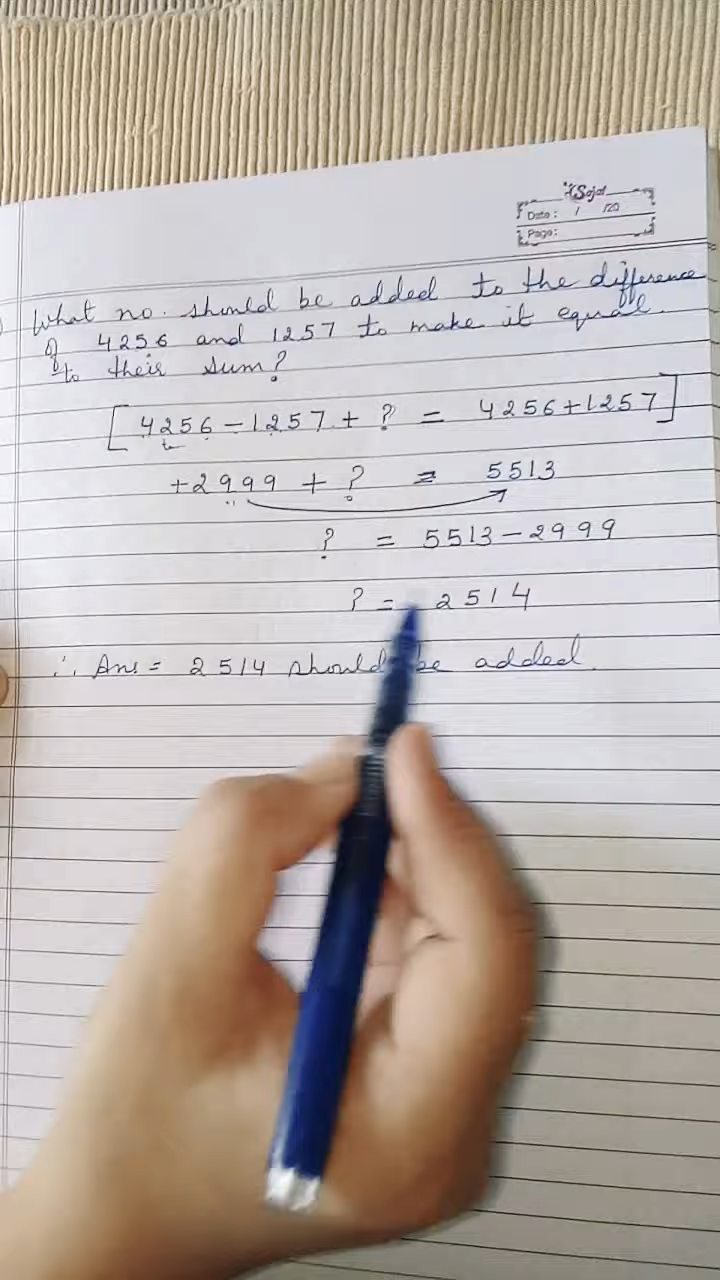 Sojal
Date: / /20
Page:
What no. should be added to the difference
of 4256 and 1257 to make it equal
to their sum?
[4256-1257+ ? = 4256+1257]
+2999 + ? = 5513
? = 5513-2999
? = 2514
∴ Ans = 2514 should be added.